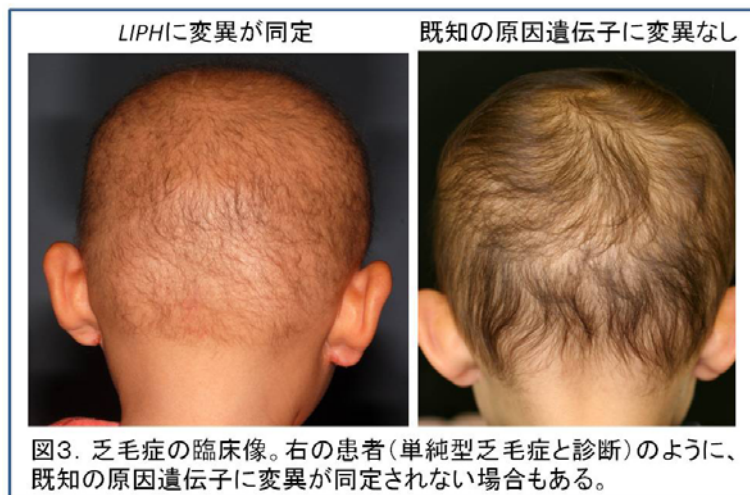 LIPHに変異が同定
既知の原因遺伝子に変異なし
図3. 乏毛症の臨床像。右の患者(単純型乏毛症と診断)のように、
既知の原因遺伝子に変異が同定されない場合もある。